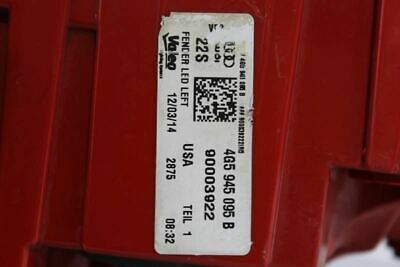 Valeo
FENDER LED LEFT
12/03/14
22S
4G5 945 095 B
90003922
USA
2875
TEIL 1
08:32